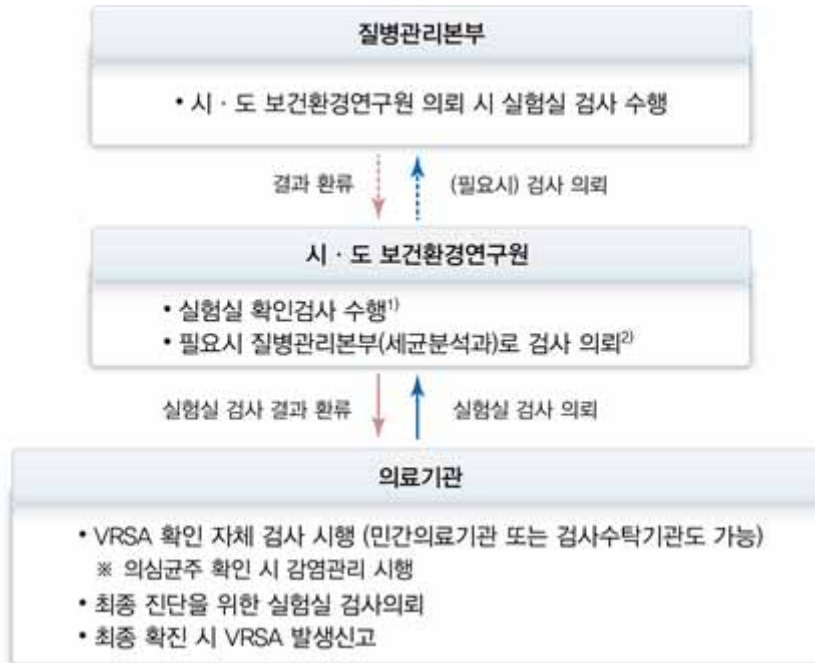 질병관리본부
• 시 · 도 보건환경연구원 의뢰 시 실험실 검사 수행
결과 환류
(필요시) 검사 의뢰
시 · 도 보건환경연구원
• 실험실 확인검사 수행1)
• 필요시 질병관리본부(세균분석과)로 검사 의뢰2)
실험실 검사 결과 환류
실험실 검사 의뢰
의료기관
• VRSA 확인 자체 검사 시행 (민간의료기관 또는 검사수탁기관도 가능)
※ 의심균주 확인 시 감염관리 시행
• 최종 진단을 위한 실험실 검사의뢰
• 최종 확진 시 VRSA 발생신고